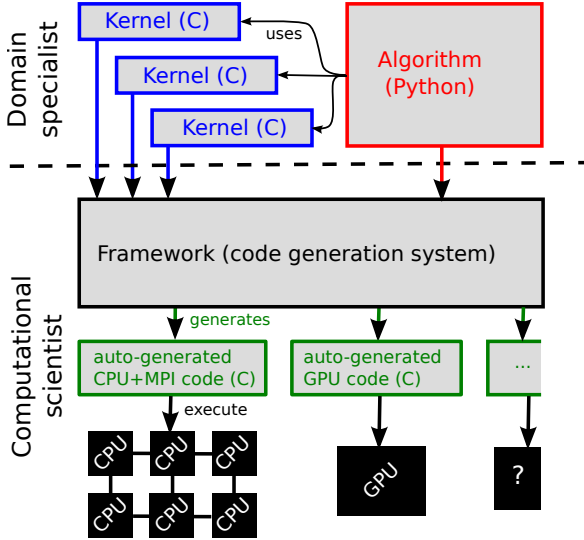 Domain
specialist
Kernel (C)
uses
Kernel (C)
Kernel (C)
Algorithm
(Python)
Computational
scientist
Framework (code generation system)
generates
auto-generated
CPU+MPI code (C)
auto-generated
GPU code (C)
...
execute
CPU
CPU
CPU
CPU
CPU
CPU
GPU
?